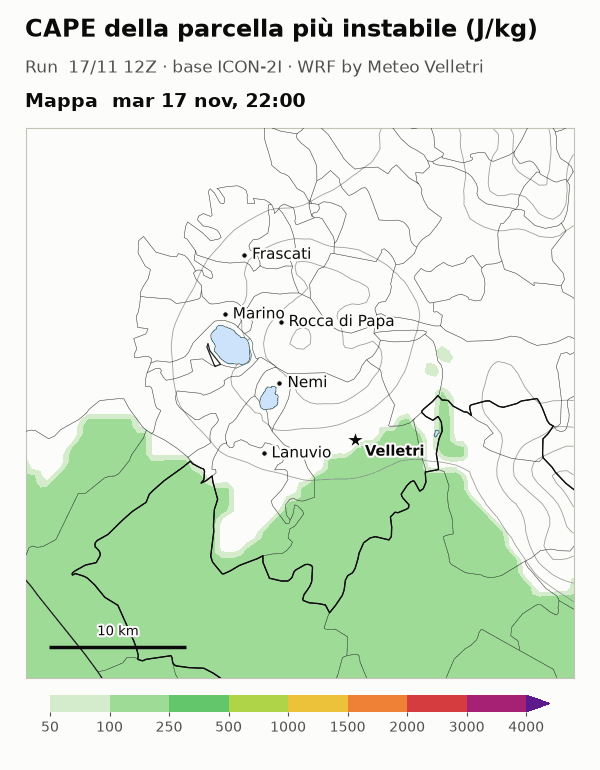 CAPE della parcella più instabile (J/kg)
Run  17/11 12Z · base ICON-2I · WRF by Meteo Velletri
Mappa  mar 17 nov, 22:00
Frascati
Marino
Rocca di Papa
Nemi
Velletri
Lanuvio
10 km
50 100 250 500 1000 1500 2000 3000 4000